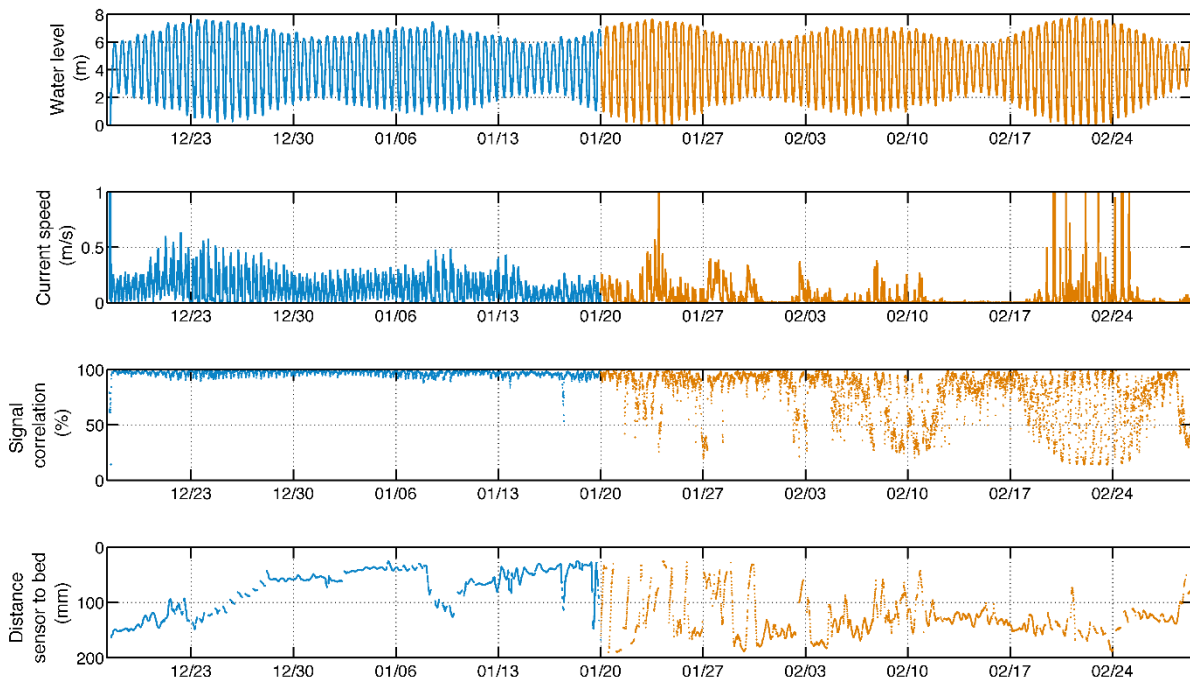 Water level
(m)
8
6
4
2
0
12/23 12/30 01/06 01/13 01/20 01/27 02/03 02/10 02/17 02/24
Current speed
(m/s)
1
0.5
0
12/23 12/30 01/06 01/13 01/20 01/27 02/03 02/10 02/17 02/24
Signal
correlation
(%)
100
50
0
12/23 12/30 01/06 01/13 01/20 01/27 02/03 02/10 02/17 02/24
Distance
sensor to bed
(mm)
0
100
200
12/23 12/30 01/06 01/13 01/20 01/27 02/03 02/10 02/17 02/24